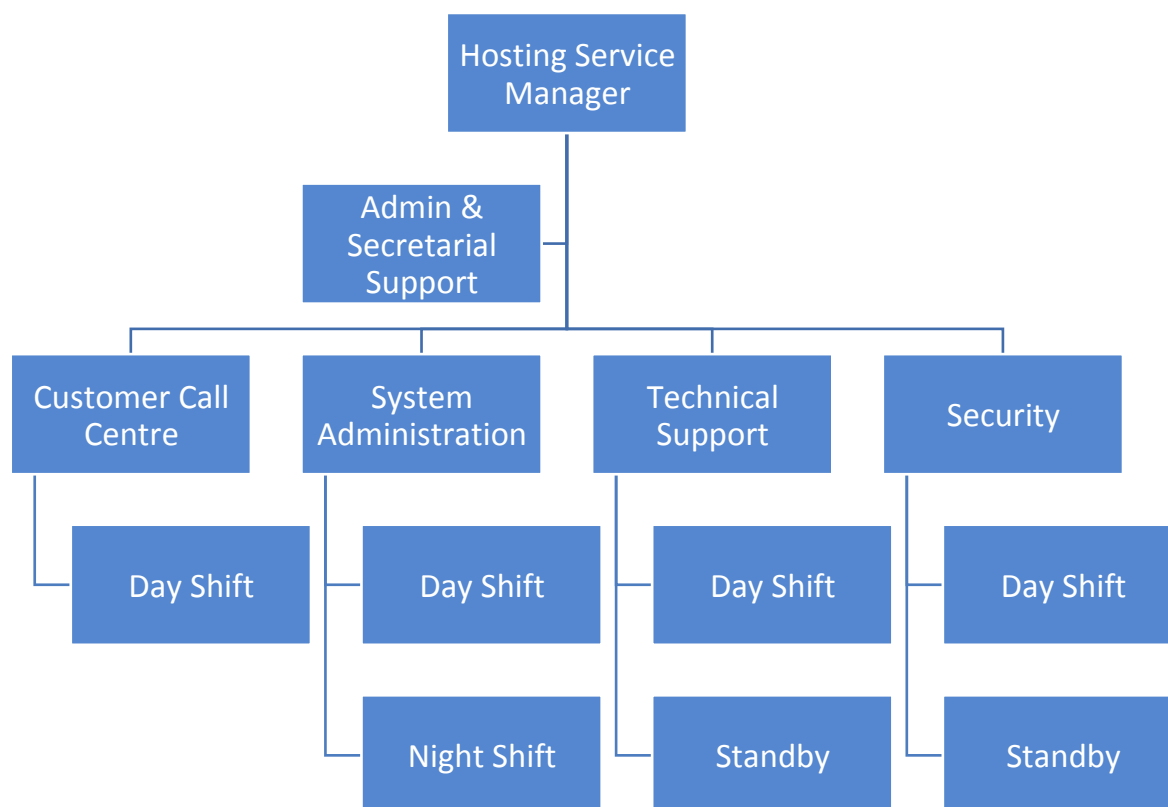 Hosting Service
Manager
Admin &
Secretarial
Support
Customer Call
Centre
System
Administration
Technical
Support
Security
Day Shift
Day Shift
Day Shift
Day Shift
Night Shift
Standby
Standby